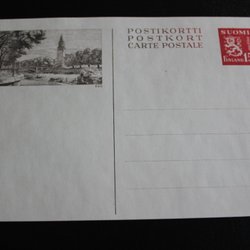 POSTIKORTTI
POSTKORT
CARTE POSTALE
SUOMI
FINLAND